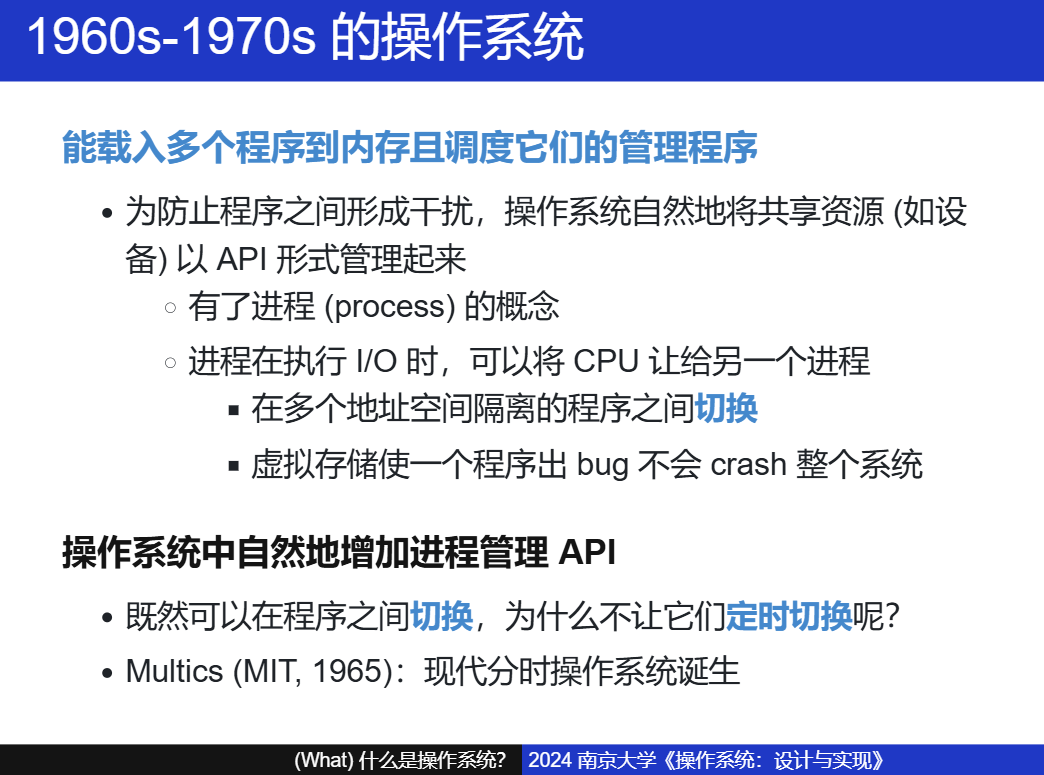 1960s-1970s 的操作系统
能载入多个程序到内存且调度它们的管理程序
为防止程序之间形成干扰，操作系统自然地将共享资源 (如设
备) 以 API 形式管理起来
有了进程 (process) 的概念
进程在执行 I/O 时，可以将 CPU 让给另一个进程
在多个地址空间隔离的程序之间切换
虚拟存储使一个程序出 bug 不会 crash 整个系统
操作系统中自然地增加进程管理 API
既然可以在程序之间切换，为什么不让它们定时切换呢？
Multics (MIT, 1965)：现代分时操作系统诞生
(What) 什么是操作系统？ 2024 南京大学《操作系统：设计与实现》